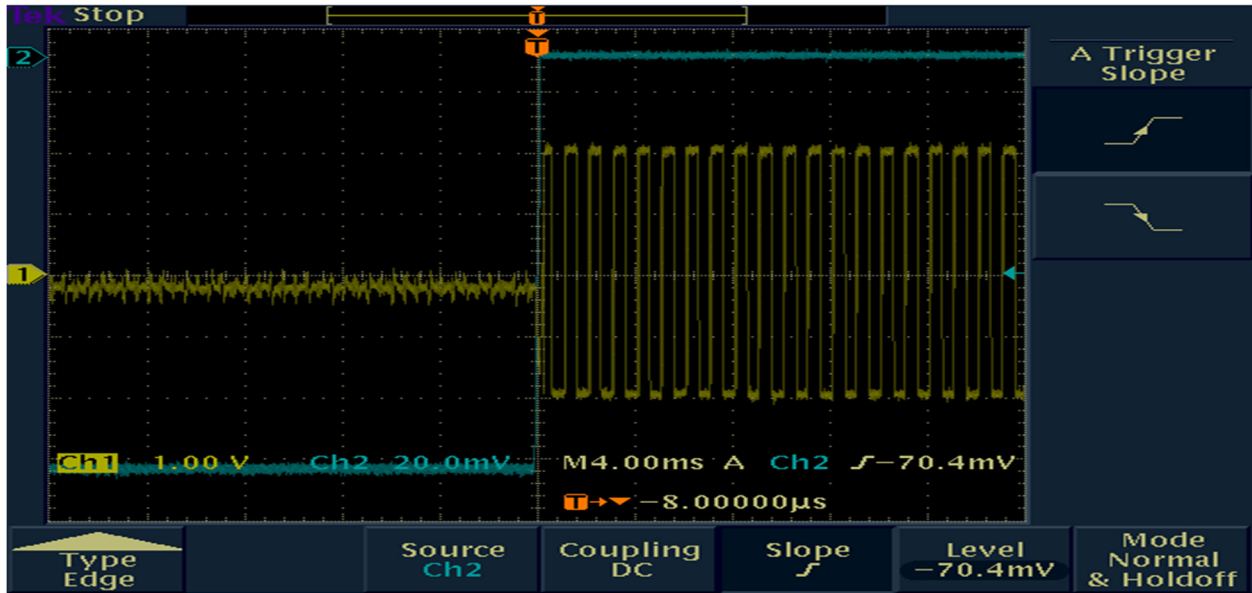 Tek Stop
T
2
T
A Trigger
Slope
1
Ch1 1.00 V Ch2 20.0mV M4.00ms A Ch2 ʃ−70.4mV
T→▾−8.00000µs
Type
Edge
Source
Ch2
Coupling
DC
Slope
ʃ
Level
−70.4mV
Mode
Normal
& Holdoff